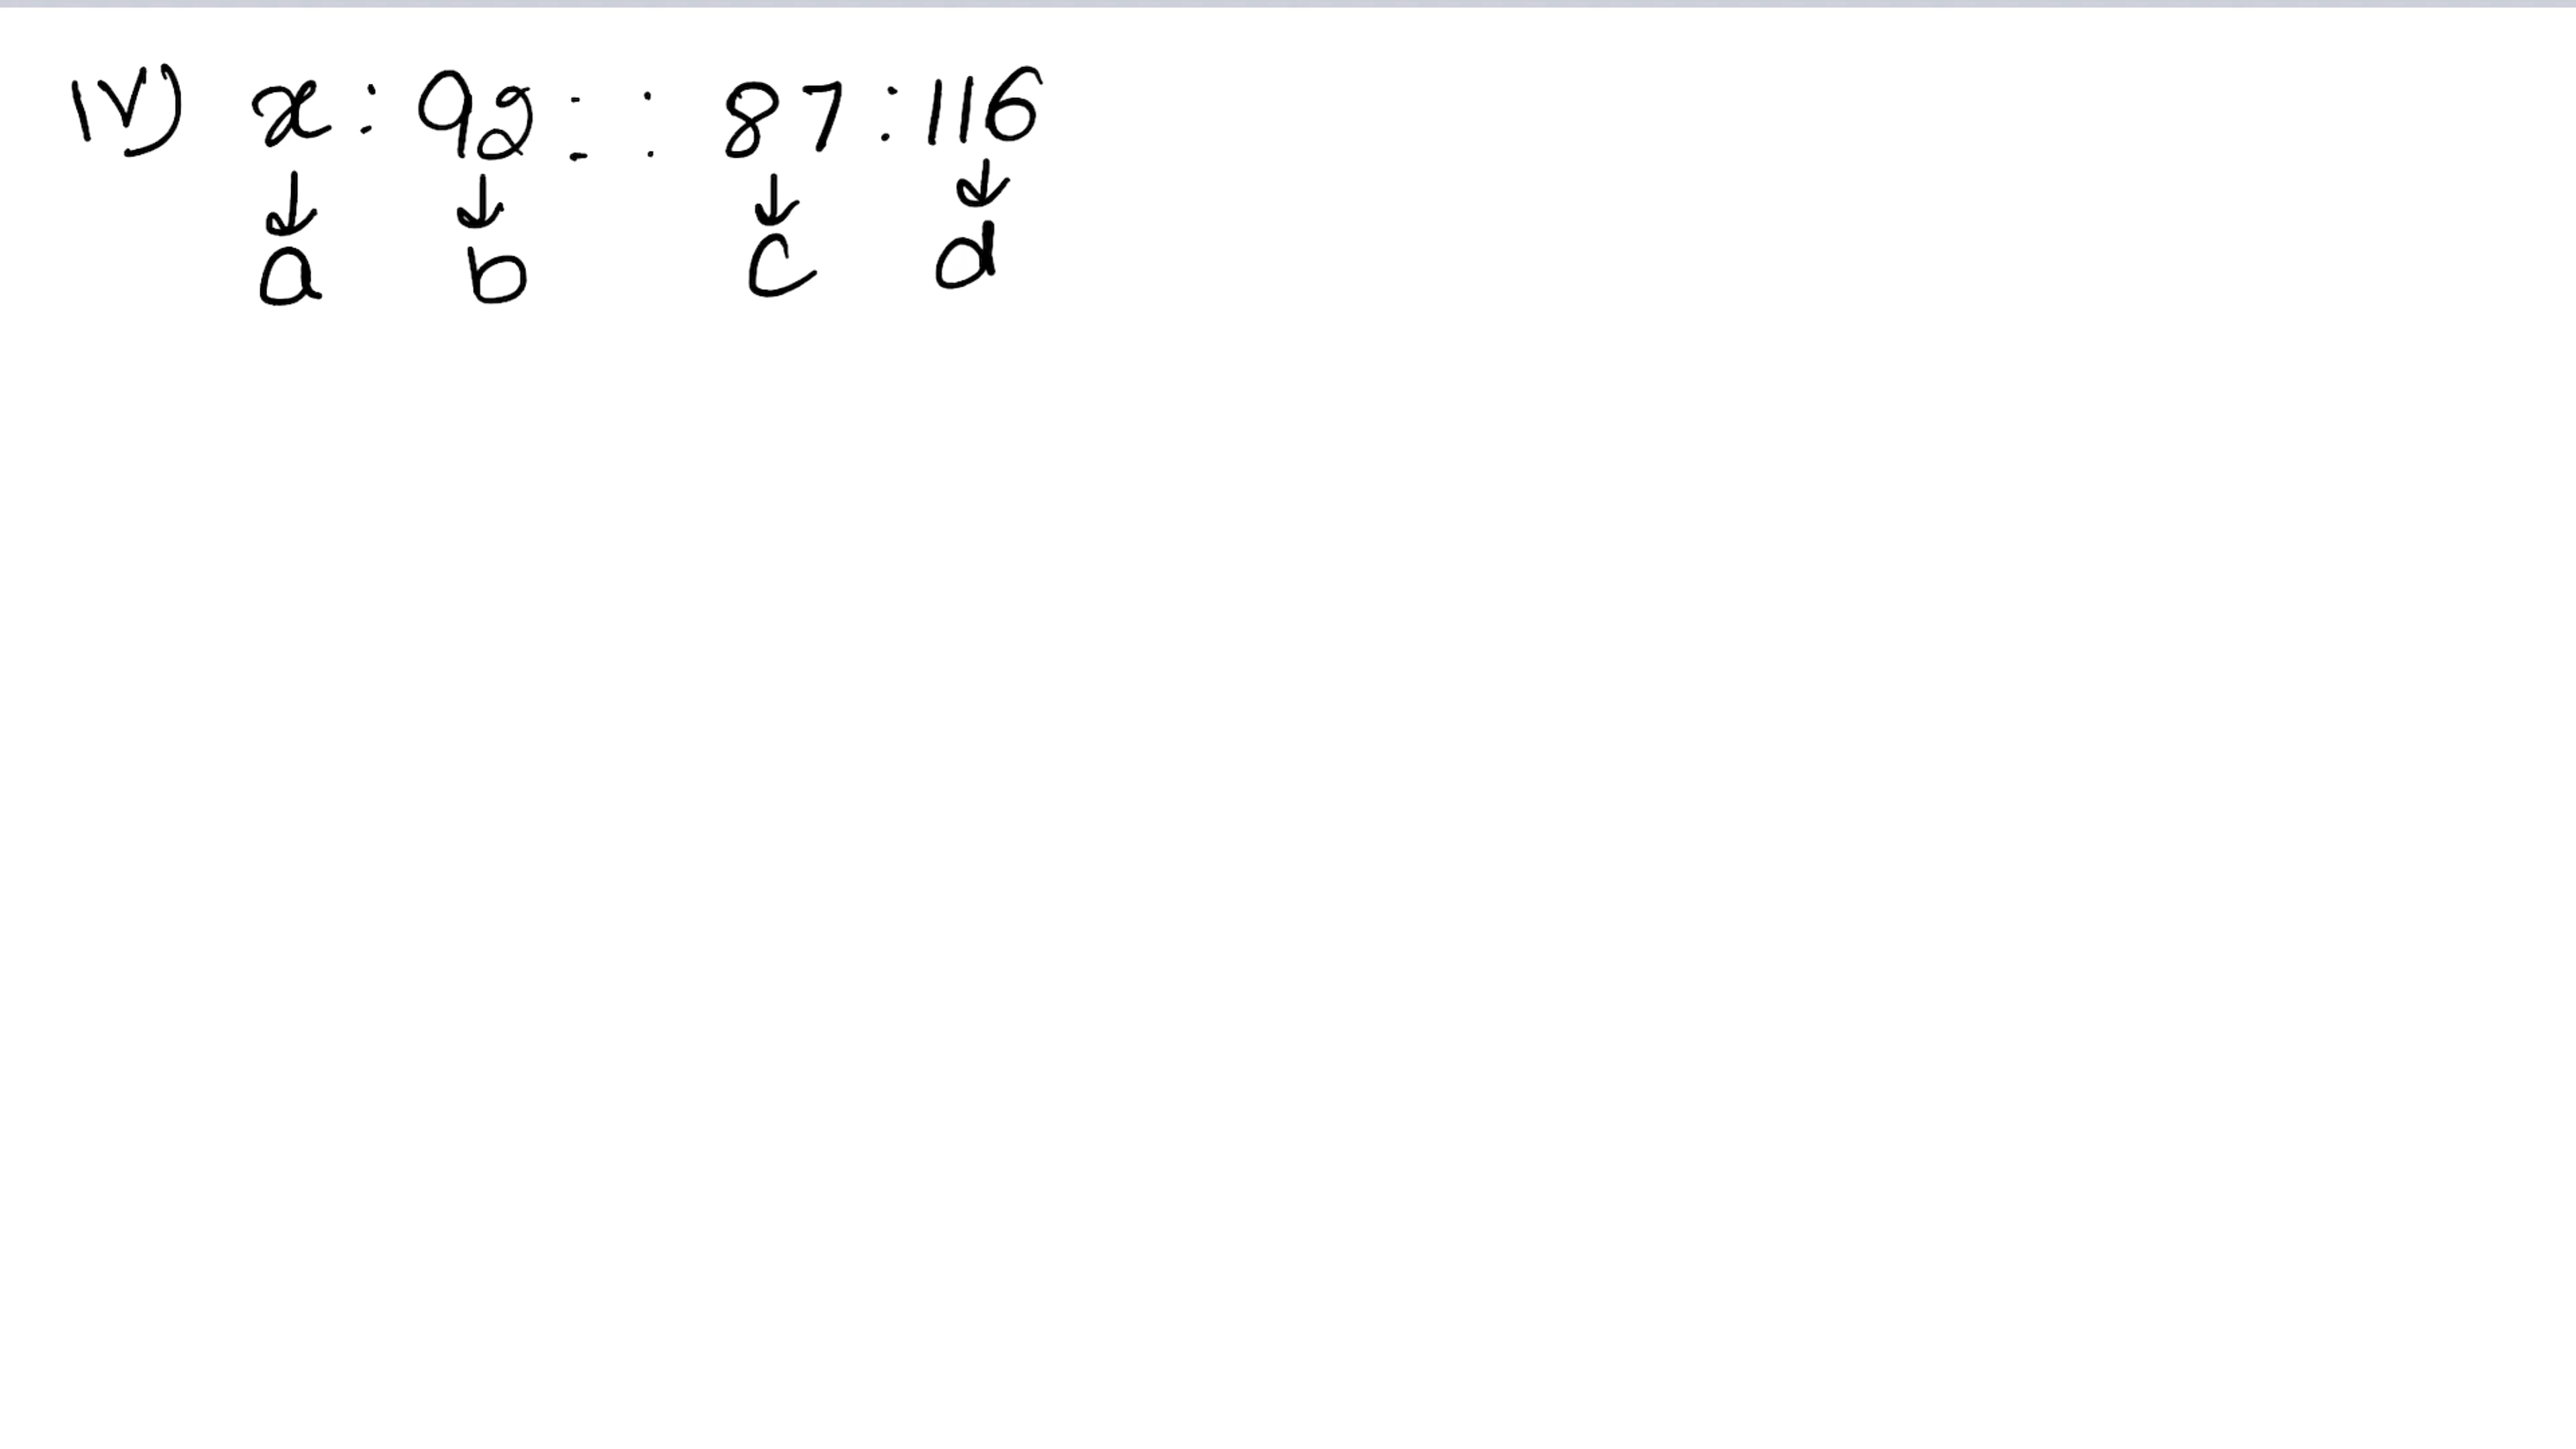 IV) x : 92 : : 87 : 116
↓ ↓ ↓ ↓
a b c d